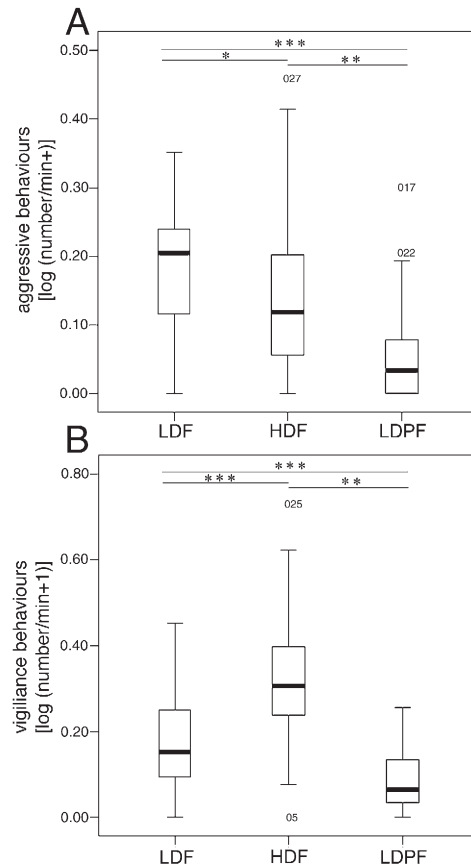 A
aggressive behaviours
[log (number/min+)]
0.50
0.40
0.30
0.20
0.10
0.00
***
*
**
027
017
022
LDF
HDF
LDPF
B
vigiliance behaviours
[log (number/min+1)]
0.80
0.60
0.40
0.20
0.00
***
***
**
025
05
LDF
HDF
LDPF